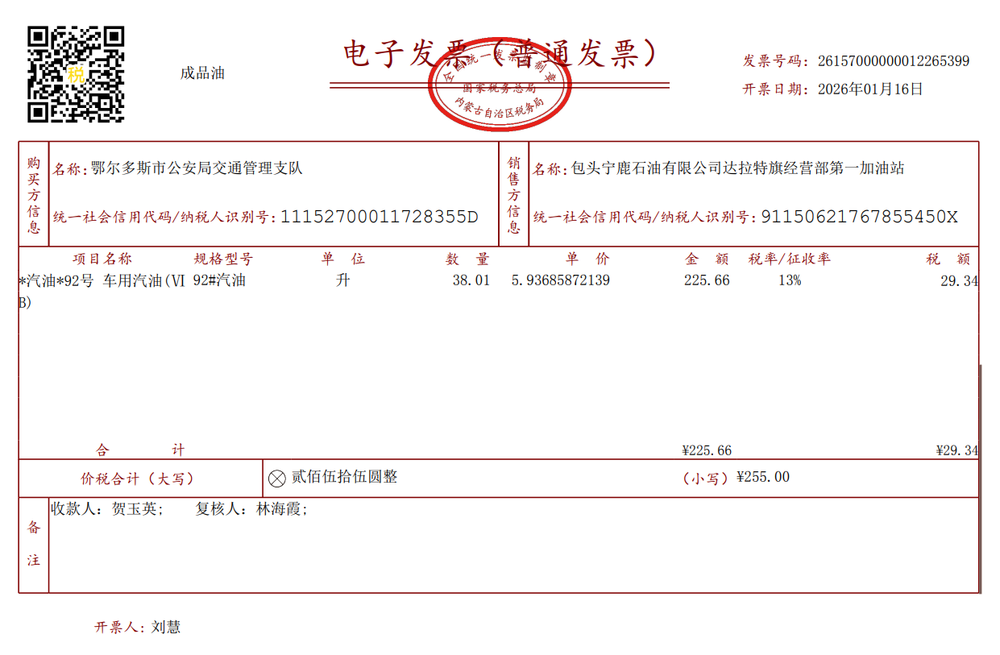 电子发票（普通发票）
全国统一发票监制章
国家税务总局
内蒙古自治区税务局
税
成品油
发票号码：26157000000012265399
开票日期：2026年01月16日
购买方信息
名称：鄂尔多斯市公安局交通管理支队
统一社会信用代码/纳税人识别号：11152700011728355D
销售方信息
名称：包头宁鹿石油有限公司达拉特旗经营部第一加油站
统一社会信用代码/纳税人识别号：91150621767855450X
项目名称 规格型号 单 位 数 量 单 价 金 额 税率/征收率 税 额
*汽油*92号 车用汽油(VI 92#汽油 升 38.01 5.93685872139 225.66 13% 29.34
B)
合 计 ¥225.66 ¥29.34
价税合计（大写） 贰佰伍拾伍圆整 （小写）¥255.00
备注
收款人：贺玉英; 复核人：林海霞;
开票人：刘慧